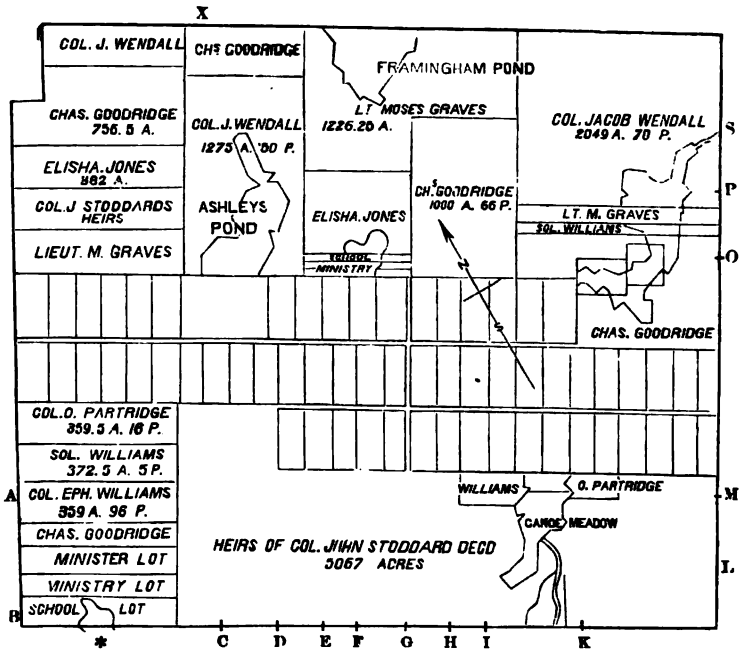 X
COL. J. WENDALL
CHAS. GOODRIDGE
756.5 A.
ELISHA. JONES
882 A.
COL. J STODDARDS
HEIRS
LIEUT. M. GRAVES
CHS GOODRIDGE
COL. J. WENDALL
1275 A. 50 P.
ASHLEYS
POND
FRAMINGHAM POND
LT MOSES GRAVES
1226.25 A.
ELISHA. JONES
SCHOOL
MINISTRY
CHS GOODRIDGE
1000 A. 66 P.
COL. JACOB WENDALL
2049 A. 70 P.
LT. M. GRAVES
SOL. WILLIAMS
CHAS. GOODRIDGE
N
S
S
P
O
M
L
COL. O. PARTRIDGE
359.5 A. 16 P.
SOL. WILLIAMS
372.5 A. 5 P.
COL. EPH. WILLIAMS
359 A. 96 P.
CHAS. GOODRIDGE
MINISTER LOT
MINISTRY LOT
SCHOOL LOT
A
B
HEIRS OF COL. JOHN STODDARD DECD
5067 ACRES
WILLIAMS
O. PARTRIDGE
CANOE MEADOW
* C D E F G H I K